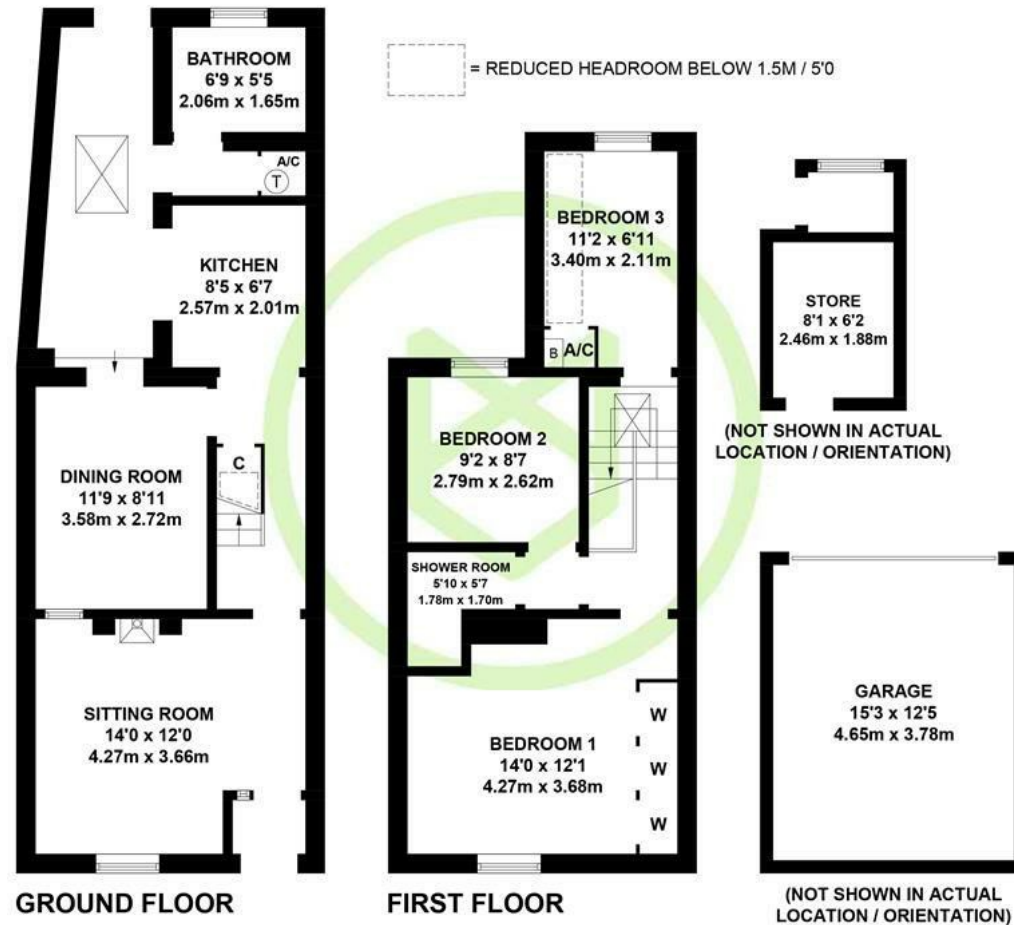 BATHROOM
6'9 x 5'5
2.06m x 1.65m
A/C
T
KITCHEN
8'5 x 6'7
2.57m x 2.01m
C
DINING ROOM
11'9 x 8'11
3.58m x 2.72m
SITTING ROOM
14'0 x 12'0
4.27m x 3.66m
GROUND FLOOR
= REDUCED HEADROOM BELOW 1.5M / 5'0
BEDROOM 3
11'2 x 6'11
3.40m x 2.11m
B A/C
BEDROOM 2
9'2 x 8'7
2.79m x 2.62m
SHOWER ROOM
5'10 x 5'7
1.78m x 1.70m
BEDROOM 1
14'0 x 12'1
4.27m x 3.68m
W
W
W
FIRST FLOOR
STORE
8'1 x 6'2
2.46m x 1.88m
(NOT SHOWN IN ACTUAL
LOCATION / ORIENTATION)
GARAGE
15'3 x 12'5
4.65m x 3.78m
(NOT SHOWN IN ACTUAL
LOCATION / ORIENTATION)